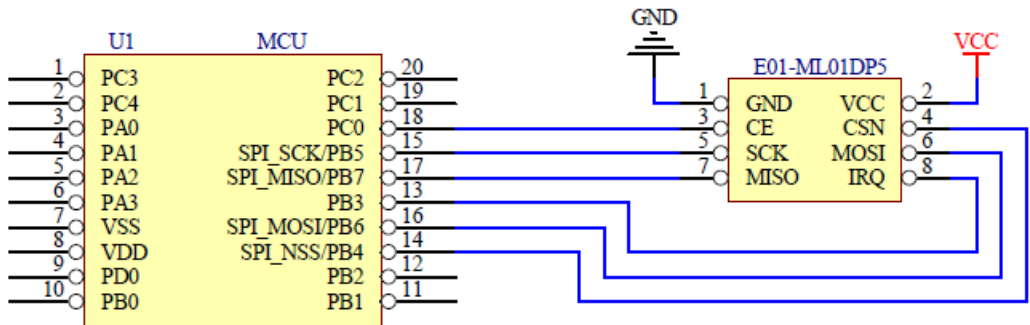 GND
U1 MCU VCC
E01-ML01DP5
1 PC3 PC2 20
2 PC4 PC1 19
3 PA0 PC0 18
4 PA1 SPI_SCK/PB5 15
5 PA2 SPI_MISO/PB7 17
6 PA3 PB3 13
7 VSS SPI_MOSI/PB6 16
8 VDD SPI_NSS/PB4 14
9 PD0 PB2 12
10 PB0 PB1 11
1 GND VCC 2
3 CE CSN 4
5 SCK MOSI 6
7 MISO IRQ 8